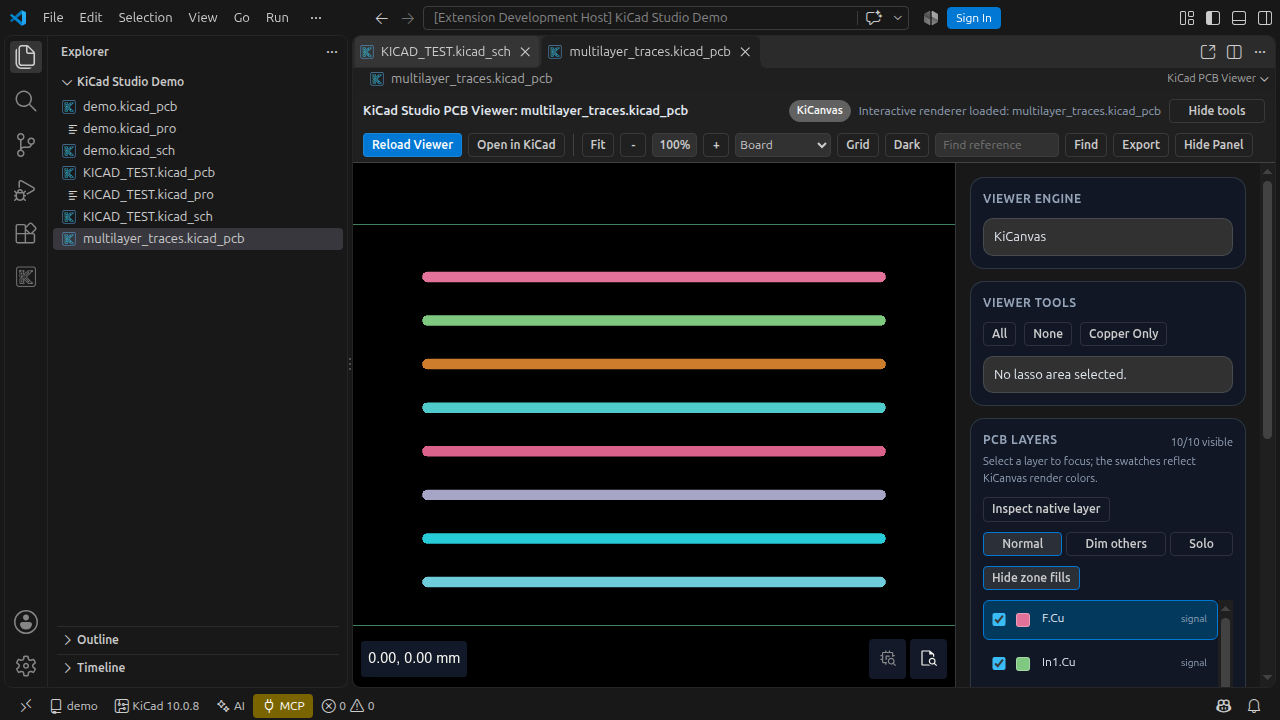 File Edit Selection View Go Run ··· [Extension Development Host] KiCad Studio Demo Sign In
Explorer
KiCad Studio Demo
demo.kicad_pcb
demo.kicad_pro
demo.kicad_sch
KICAD_TEST.kicad_pcb
KICAD_TEST.kicad_pro
KICAD_TEST.kicad_sch
multilayer_traces.kicad_pcb
Outline
Timeline
KICAD_TEST.kicad_sch multilayer_traces.kicad_pcb
multilayer_traces.kicad_pcb KiCad PCB Viewer
KiCad Studio PCB Viewer: multilayer_traces.kicad_pcb KiCanvas Interactive renderer loaded: multilayer_traces.kicad_pcb Hide tools
Reload Viewer Open in KiCad Fit - 100% + Board Grid Dark Find reference Find Export Hide Panel
0.00, 0.00 mm
VIEWER ENGINE
KiCanvas
VIEWER TOOLS
All None Copper Only
No lasso area selected.
PCB LAYERS 10/10 visible
Select a layer to focus; the swatches reflect
KiCanvas render colors.
Inspect native layer
Normal Dim others Solo
Hide zone fills
F.Cu signal
In1.Cu signal
demo KiCad 10.0.8 AI MCP 0 0